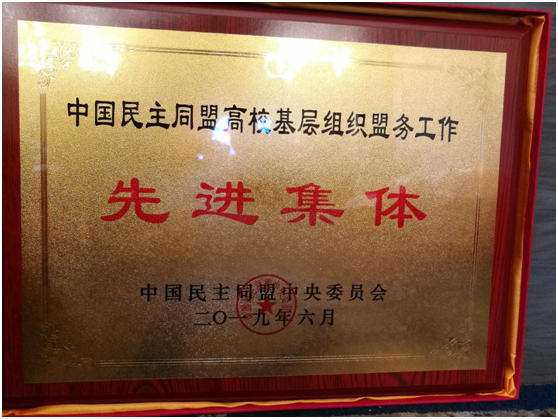 中国民主同盟高校基层组织盟务工作
先进集体
中国民主同盟中央委员会
二〇一九年六月